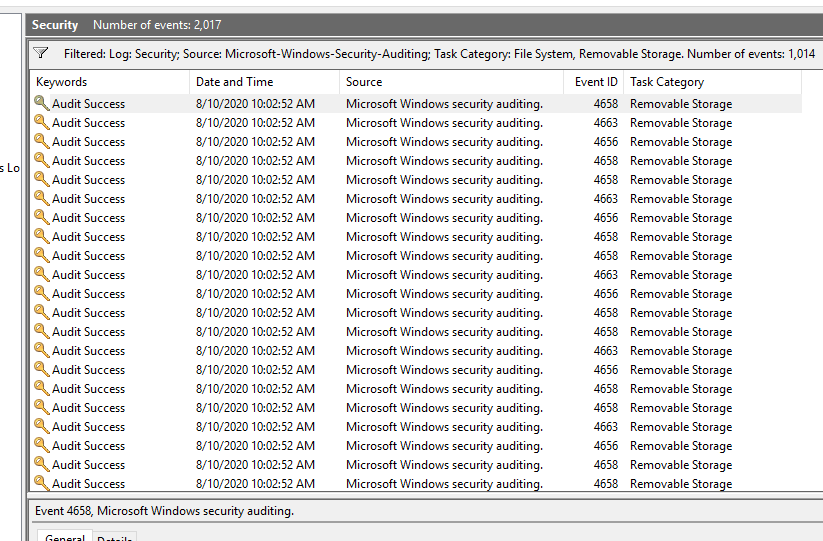 Security Number of events: 2,017
Filtered: Log: Security; Source: Microsoft-Windows-Security-Auditing; Task Category: File System, Removable Storage. Number of events: 1,014
Keywords Date and Time Source Event ID Task Category
Audit Success 8/10/2020 10:02:52 AM Microsoft Windows security auditing. 4658 Removable Storage
Audit Success 8/10/2020 10:02:52 AM Microsoft Windows security auditing. 4663 Removable Storage
Audit Success 8/10/2020 10:02:52 AM Microsoft Windows security auditing. 4656 Removable Storage
Audit Success 8/10/2020 10:02:52 AM Microsoft Windows security auditing. 4658 Removable Storage
s Lo
Audit Success 8/10/2020 10:02:52 AM Microsoft Windows security auditing. 4658 Removable Storage
Audit Success 8/10/2020 10:02:52 AM Microsoft Windows security auditing. 4663 Removable Storage
Audit Success 8/10/2020 10:02:52 AM Microsoft Windows security auditing. 4656 Removable Storage
Audit Success 8/10/2020 10:02:52 AM Microsoft Windows security auditing. 4658 Removable Storage
Audit Success 8/10/2020 10:02:52 AM Microsoft Windows security auditing. 4658 Removable Storage
Audit Success 8/10/2020 10:02:52 AM Microsoft Windows security auditing. 4663 Removable Storage
Audit Success 8/10/2020 10:02:52 AM Microsoft Windows security auditing. 4656 Removable Storage
Audit Success 8/10/2020 10:02:52 AM Microsoft Windows security auditing. 4658 Removable Storage
Audit Success 8/10/2020 10:02:52 AM Microsoft Windows security auditing. 4658 Removable Storage
Audit Success 8/10/2020 10:02:52 AM Microsoft Windows security auditing. 4663 Removable Storage
Audit Success 8/10/2020 10:02:52 AM Microsoft Windows security auditing. 4656 Removable Storage
Audit Success 8/10/2020 10:02:52 AM Microsoft Windows security auditing. 4658 Removable Storage
Audit Success 8/10/2020 10:02:52 AM Microsoft Windows security auditing. 4658 Removable Storage
Audit Success 8/10/2020 10:02:52 AM Microsoft Windows security auditing. 4663 Removable Storage
Audit Success 8/10/2020 10:02:52 AM Microsoft Windows security auditing. 4656 Removable Storage
Audit Success 8/10/2020 10:02:52 AM Microsoft Windows security auditing. 4658 Removable Storage
Audit Success 8/10/2020 10:02:52 AM Microsoft Windows security auditing. 4658 Removable Storage
Event 4658, Microsoft Windows security auditing.
General Details